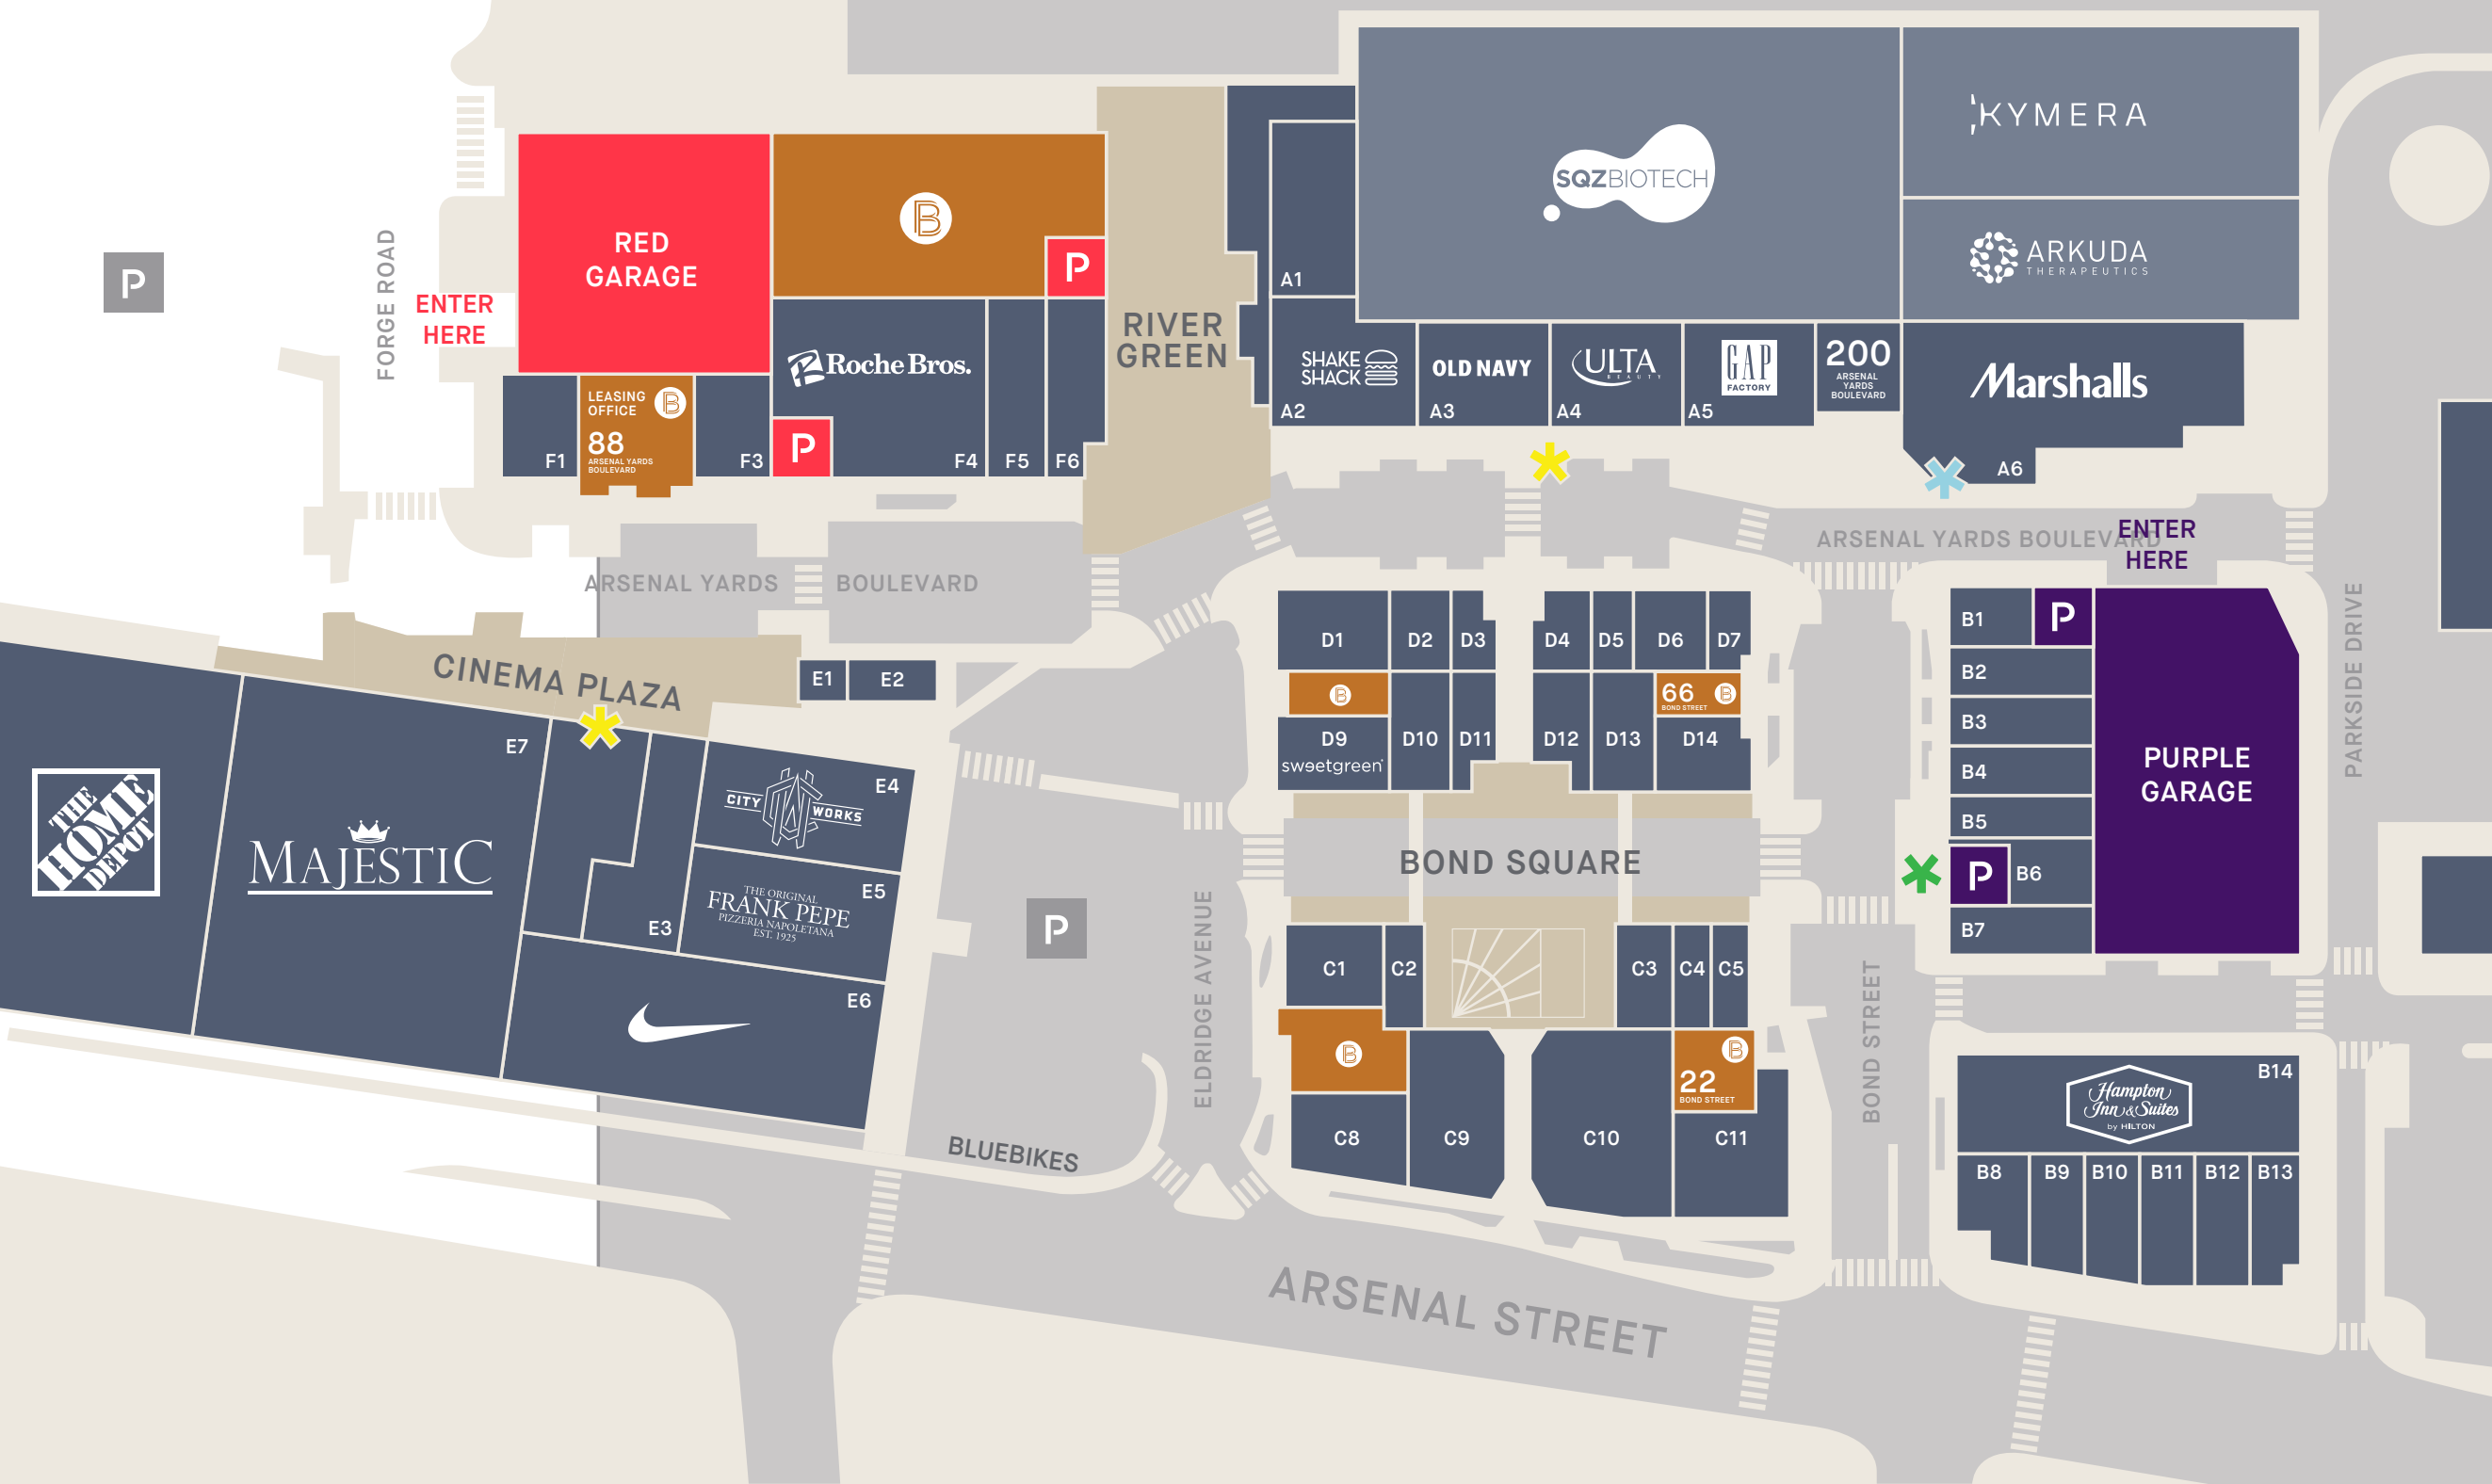 KYMERA
SQZBIOTECH
ARKUDA
THERAPEUTICS
RED
GARAGE
B
P
A1
FORGE ROAD
ENTER
HERE
P
RIVER
GREEN
Roche Bros.
SHAKE
SHACK
A2
OLD NAVY
A3
ULTA
BEAUTY
A4
GAP
FACTORY
A5
200
ARSENAL
YARDS
BOULEVARD
Marshalls
A6
F1
LEASING
OFFICE
B
88
ARSENAL YARDS
BOULEVARD
F3
P
F4
F5
F6
ARSENAL YARDS BOULEVARD
ENTER
HERE
ARSENAL YARDS BOULEVARD
CINEMA PLAZA
E1
E2
D1
D2
D3
D4
D5
D6
D7
B
66
BOND STREET
B
D9
sweetgreen
D10
D11
D12
D13
D14
B1
P
B2
B3
B4
B5
P
B6
B7
PURPLE
GARAGE
PARKSIDE DRIVE
THE
HOME
DEPOT
MAJESTIC
E7
CITY WORKS
E4
THE ORIGINAL
FRANK PEPE
PIZZERIA NAPOLETANA
EST. 1925
E5
E3
E6
P
BOND SQUARE
ELDRIDGE AVENUE
C1
C2
C3
C4
C5
B
22
BOND STREET
B
C8
C9
C10
C11
BOND STREET
B14
Hampton
Inn & Suites
by HILTON
B8
B9
B10
B11
B12
B13
BLUEBIKES
ARSENAL STREET